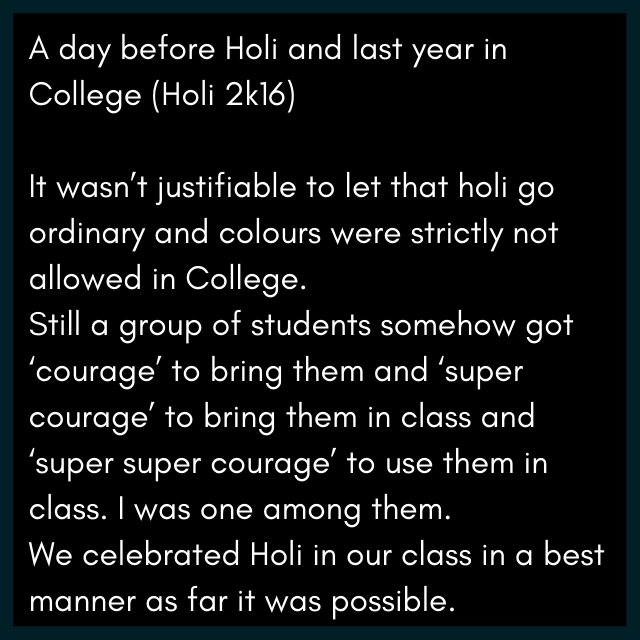 A day before Holi and last year in
College (Holi 2k16)
It wasn’t justifiable to let that holi go
ordinary and colours were strictly not
allowed in College.
Still a group of students somehow got
‘courage’ to bring them and ‘super
courage’ to bring them in class and
‘super super courage’ to use them in
class. I was one among them.
We celebrated Holi in our class in a best
manner as far it was possible.